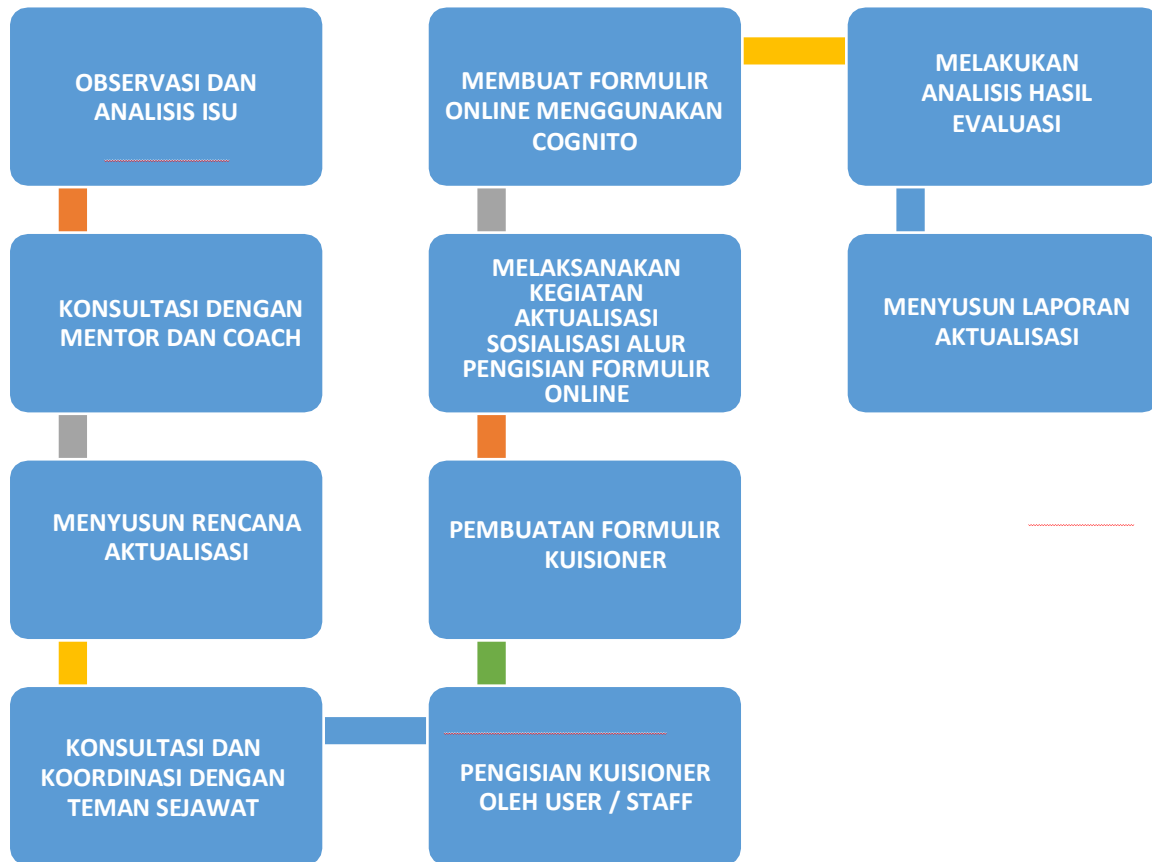 OBSERVASI DAN
ANALISIS ISU
KONSULTASI DENGAN
MENTOR DAN COACH
MENYUSUN RENCANA
AKTUALISASI
KONSULTASI DAN
KOORDINASI DENGAN
TEMAN SEJAWAT
MEMBUAT FORMULIR
ONLINE MENGGUNAKAN
COGNITO
MELAKSANAKAN
KEGIATAN
AKTUALISASI
SOSIALISASI ALUR
PENGISIAN FORMULIR
ONLINE
PEMBUATAN FORMULIR
KUISIONER
PENGISIAN KUISIONER
OLEH USER / STAFF
MELAKUKAN
ANALISIS HASIL
EVALUASI
MENYUSUN LAPORAN
AKTUALISASI